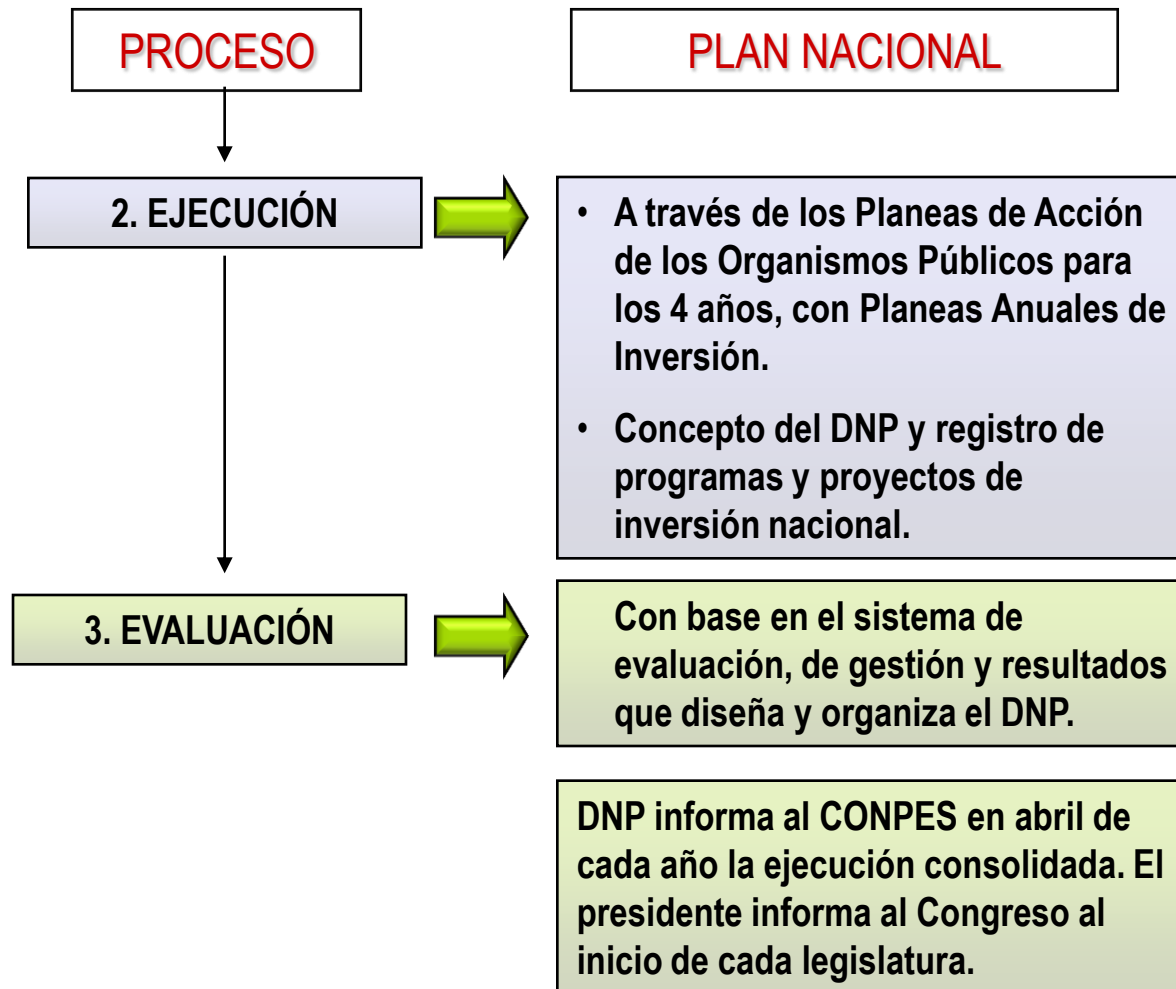 PROCESO
PLAN NACIONAL
2. EJECUCIÓN
• A través de los Planeas de Acción
de los Organismos Públicos para
los 4 años, con Planeas Anuales de
Inversión.
• Concepto del DNP y registro de
programas y proyectos de
inversión nacional.
3. EVALUACIÓN
Con base en el sistema de
evaluación, de gestión y resultados
que diseña y organiza el DNP.
DNP informa al CONPES en abril de
cada año la ejecución consolidada. El
presidente informa al Congreso al
inicio de cada legislatura.